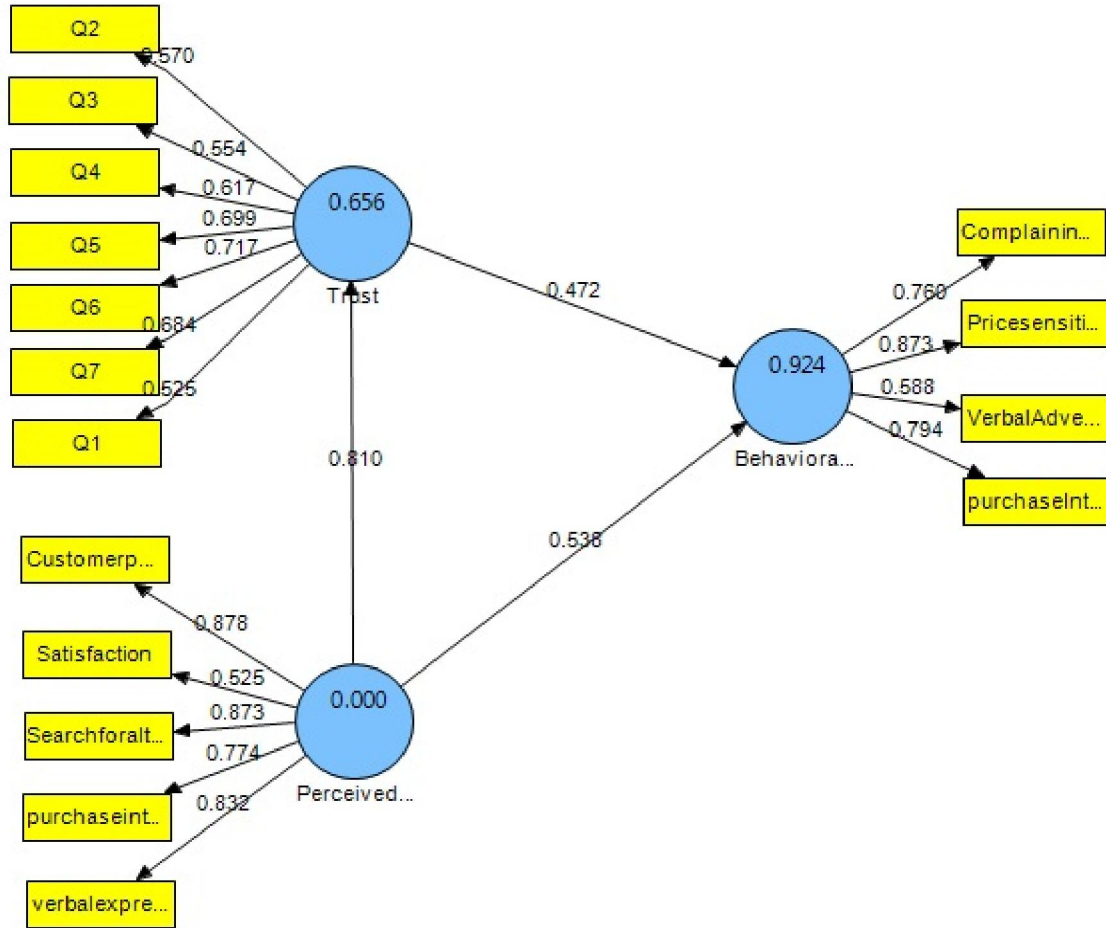 Q2
0.570
Q3
0.554
Q4
0.617
0.699
Q5
0.717
Q6
0.684
Q7
0.525
Q1
0.656
Trust
0.472
0.810
0.538
Complainin...
0.760
Pricesensiti...
0.873
0.924
0.588
VerbalAdve...
0.794
Behaviora...
purchaseInt...
Customerp...
0.878
Satisfaction
0.525
0.873
Searchforalt...
0.774
purchaseint...
0.832
verbalexpre...
0.000
Perceived...